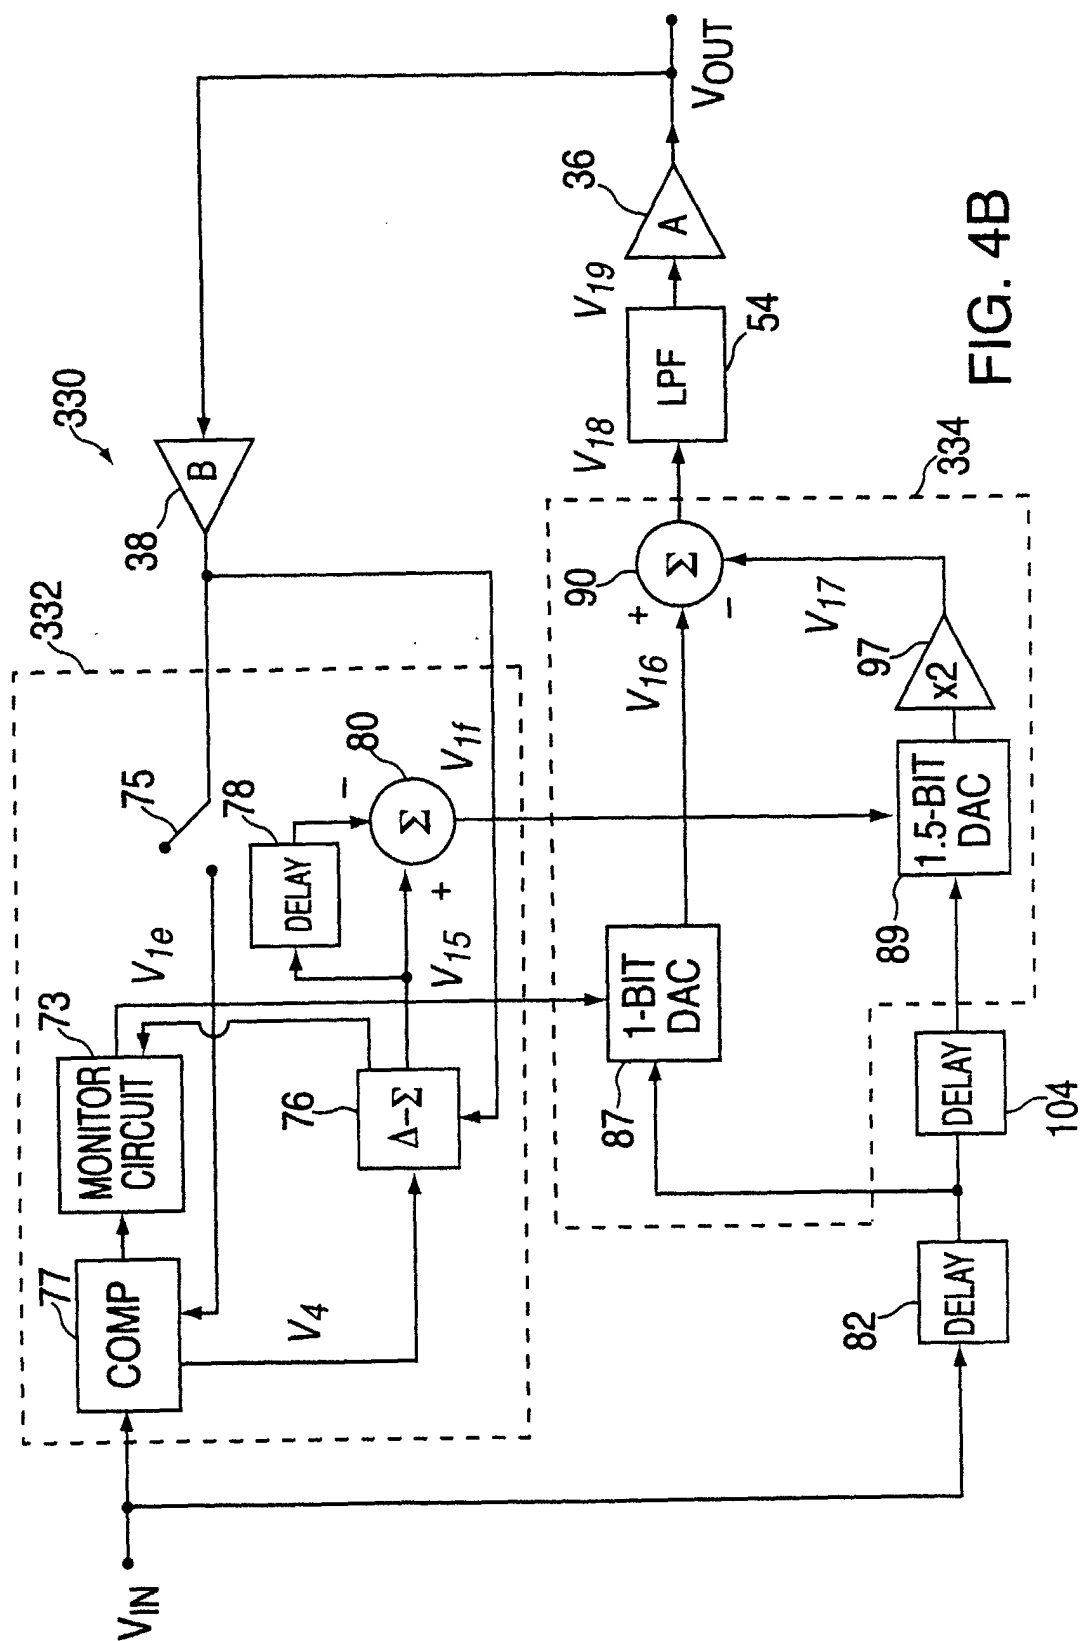 330
332
75
38
B
V1e
73
MONITOR
CIRCUIT
77
COMP
78
DELAY
80
−
Σ
+
V1f
V15
76
Δ−Σ
V4
VIN
VOUT
36
A
V19
LPF
54
V18
334
90
+
Σ
−
V16
V17
97
x2
1-BIT
DAC
87
1.5-BIT
DAC
89
DELAY
104
DELAY
82
FIG. 4B